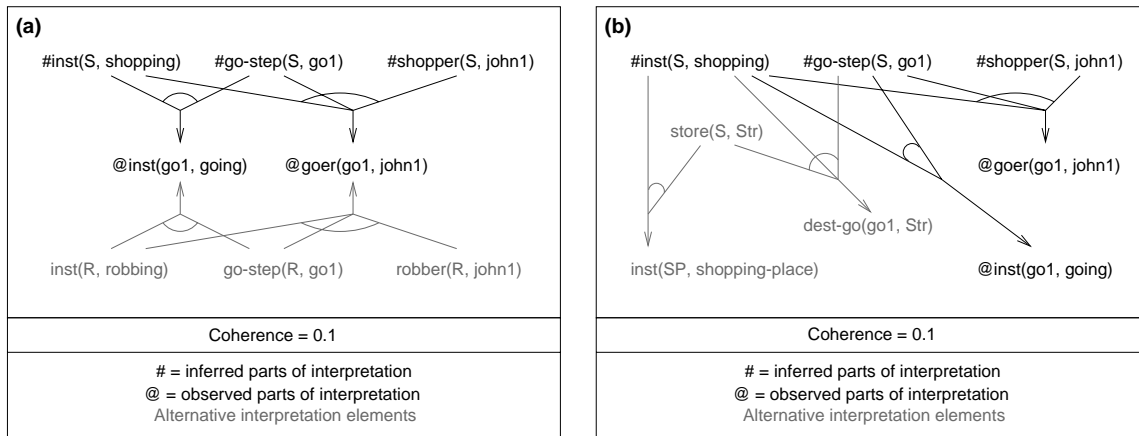 (a)
#inst(S, shopping) #go-step(S, go1) #shopper(S, john1)
@inst(go1, going) @goer(go1, john1)
inst(R, robbing) go-step(R, go1) robber(R, john1)
Coherence = 0.1
# = inferred parts of interpretation
@ = observed parts of interpretation
Alternative interpretation elements
(b)
#inst(S, shopping) #go-step(S, go1) #shopper(S, john1)
store(S, Str)
@goer(go1, john1)
dest-go(go1, Str)
inst(SP, shopping-place) @inst(go1, going)
Coherence = 0.1
# = inferred parts of interpretation
@ = observed parts of interpretation
Alternative interpretation elements